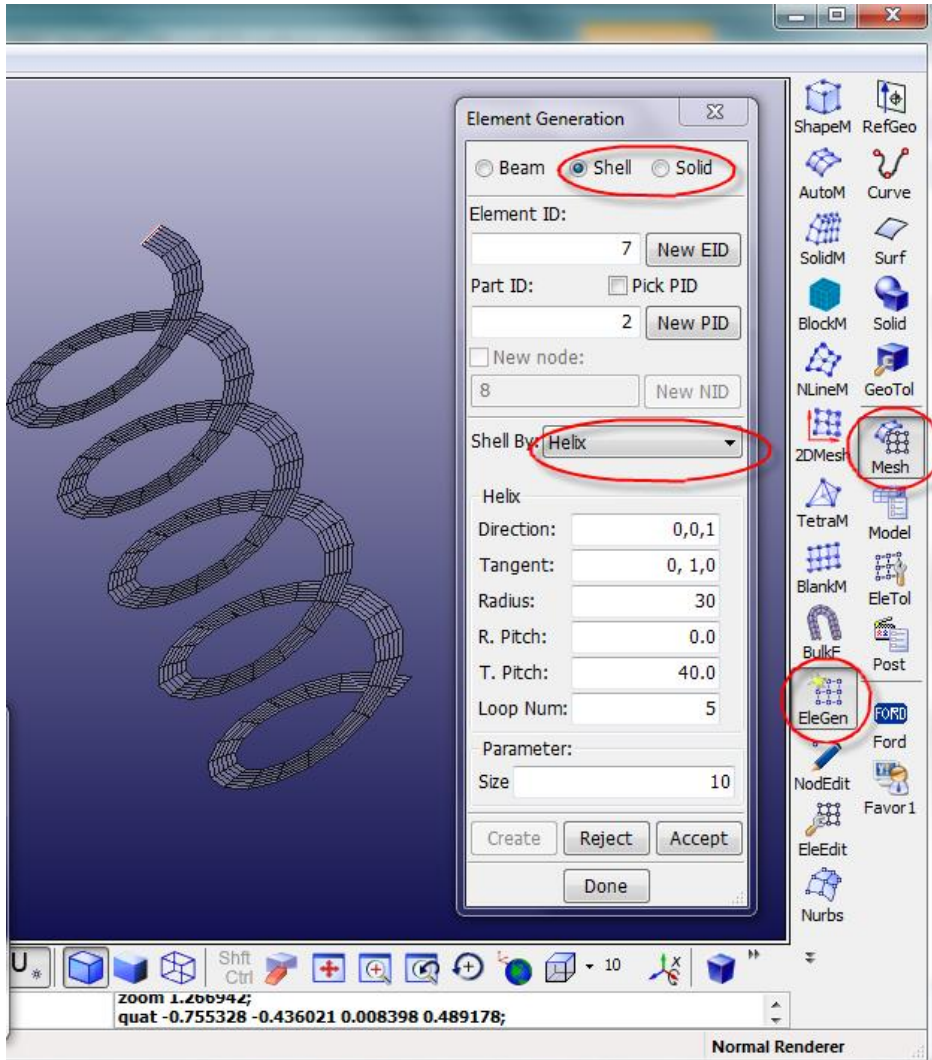 Element Generation
Beam Shell Solid
Element ID:
7 New EID
Part ID: Pick PID
2 New PID
New node:
8 New NID
Shell By: Helix
Helix
Direction: 0,0,1
Tangent: 0, 1,0
Radius: 30
R. Pitch: 0.0
T. Pitch: 40.0
Loop Num: 5
Parameter:
Size 10
Create Reject Accept
Done
ShapeM RefGeo
AutoM Curve
SolidM Surf
BlockM Solid
NLineM GeoTol
2DMesh Mesh
TetraM Model
BlankM EleTol
BulkF Post
EleGen FORD Ford
NodEdit Favor1
EleEdit
Nurbs
Shft
Ctrl
10
zoom 1.266942;
quat -0.755328 -0.436021 0.008398 0.489178;
Normal Renderer